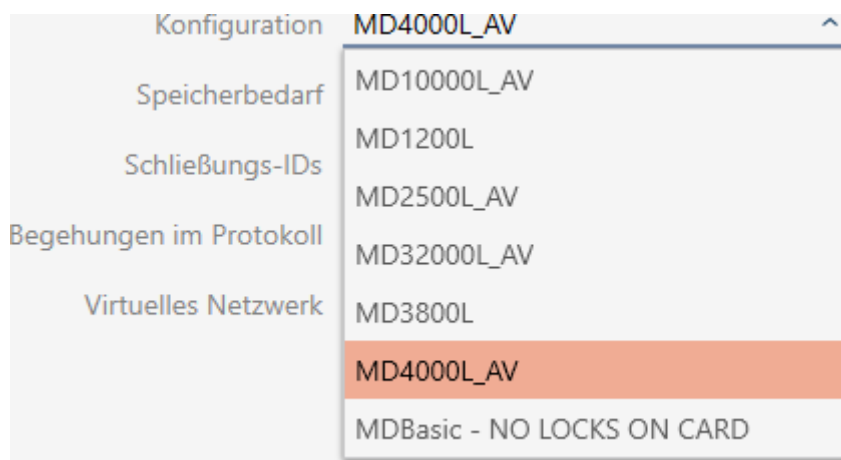 Konfiguration MD4000L_AV
MD10000L_AV
Speicherbedarf
MD1200L
Schließungs-IDs
MD2500L_AV
Begehungen im Protokoll
MD32000L_AV
Virtuelles Netzwerk
MD3800L
MD4000L_AV
MDBasic - NO LOCKS ON CARD